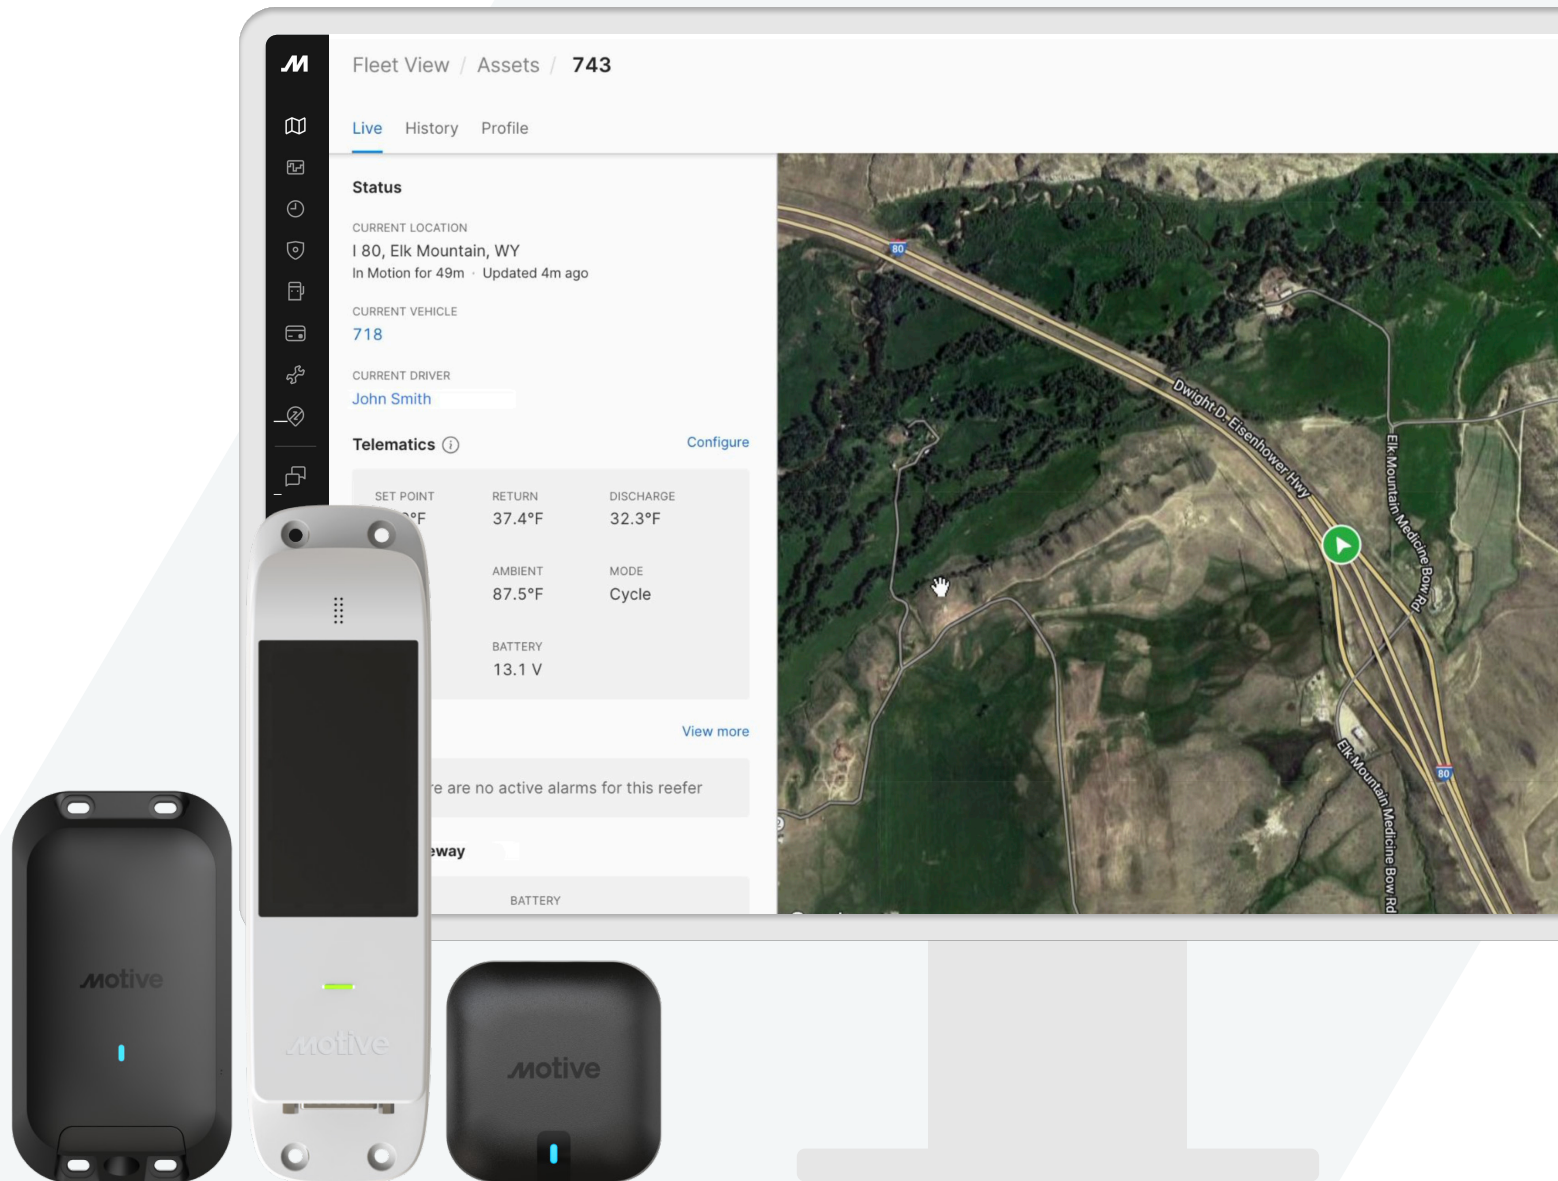 Fleet View / Assets / 743
Live History Profile
Status
CURRENT LOCATION
I 80, Elk Mountain, WY
In Motion for 49m · Updated 4m ago
CURRENT VEHICLE
718
CURRENT DRIVER
John Smith
Telematics Configure
SET POINT RETURN DISCHARGE
°F 37.4°F 32.3°F
AMBIENT MODE
87.5°F Cycle
BATTERY
13.1 V
View more
are no active alarms for this reefer
BATTERY
80
Dwight D. Eisenhower Hwy
Elk Mountain Medicine Bow Rd
80
Elk Mountain Medicine Bow Rd
motive
motive
motive